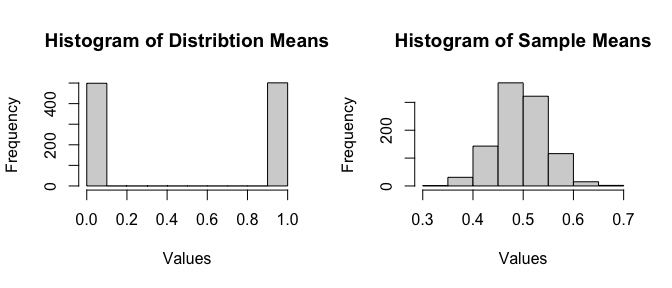 Histogram of Distribtion Means
Frequency
0 200 400
0.0 0.2 0.4 0.6 0.8 1.0
Values
Histogram of Sample Means
Frequency
0 200
0.3 0.4 0.5 0.6 0.7
Values